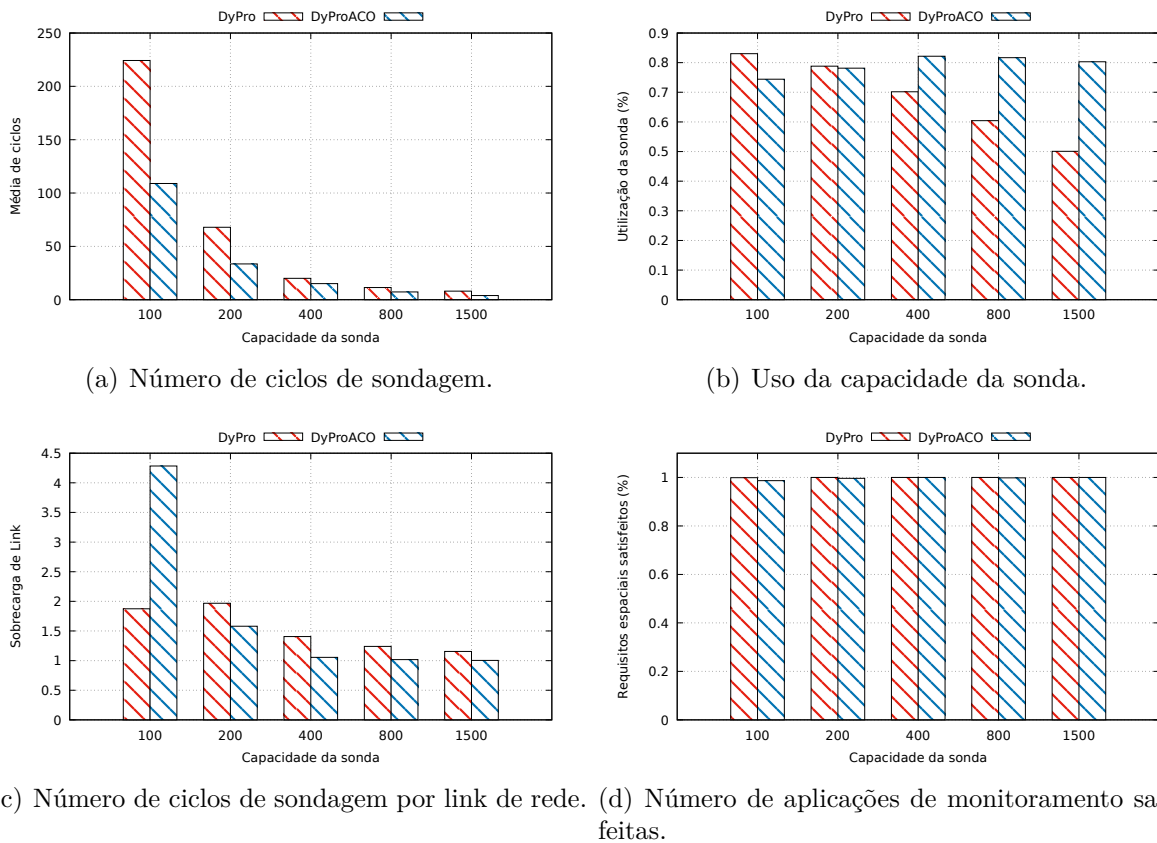 DyPro DyProACO
250
200
150
100
50
0
Média de ciclos
100 200 400 800 1500
Capacidade da sonda
(a) Número de ciclos de sondagem.
DyPro DyProACO
0.9
0.8
0.7
0.6
0.5
0.4
0.3
0.2
0.1
0
Utilização da sonda (%)
100 200 400 800 1500
Capacidade da sonda
(b) Uso da capacidade da sonda.
DyPro DyProACO
4.5
4
3.5
3
2.5
2
1.5
1
0.5
0
Sobrecarga de Link
100 200 400 800 1500
Capacidade da sonda
c) Número de ciclos de sondagem por link de rede.
DyPro DyProACO
1
0.8
0.6
0.4
0.2
0
Requisitos espaciais satisfeitos (%)
100 200 400 800 1500
Capacidade da sonda
(d) Número de aplicações de monitoramento sa
feitas.